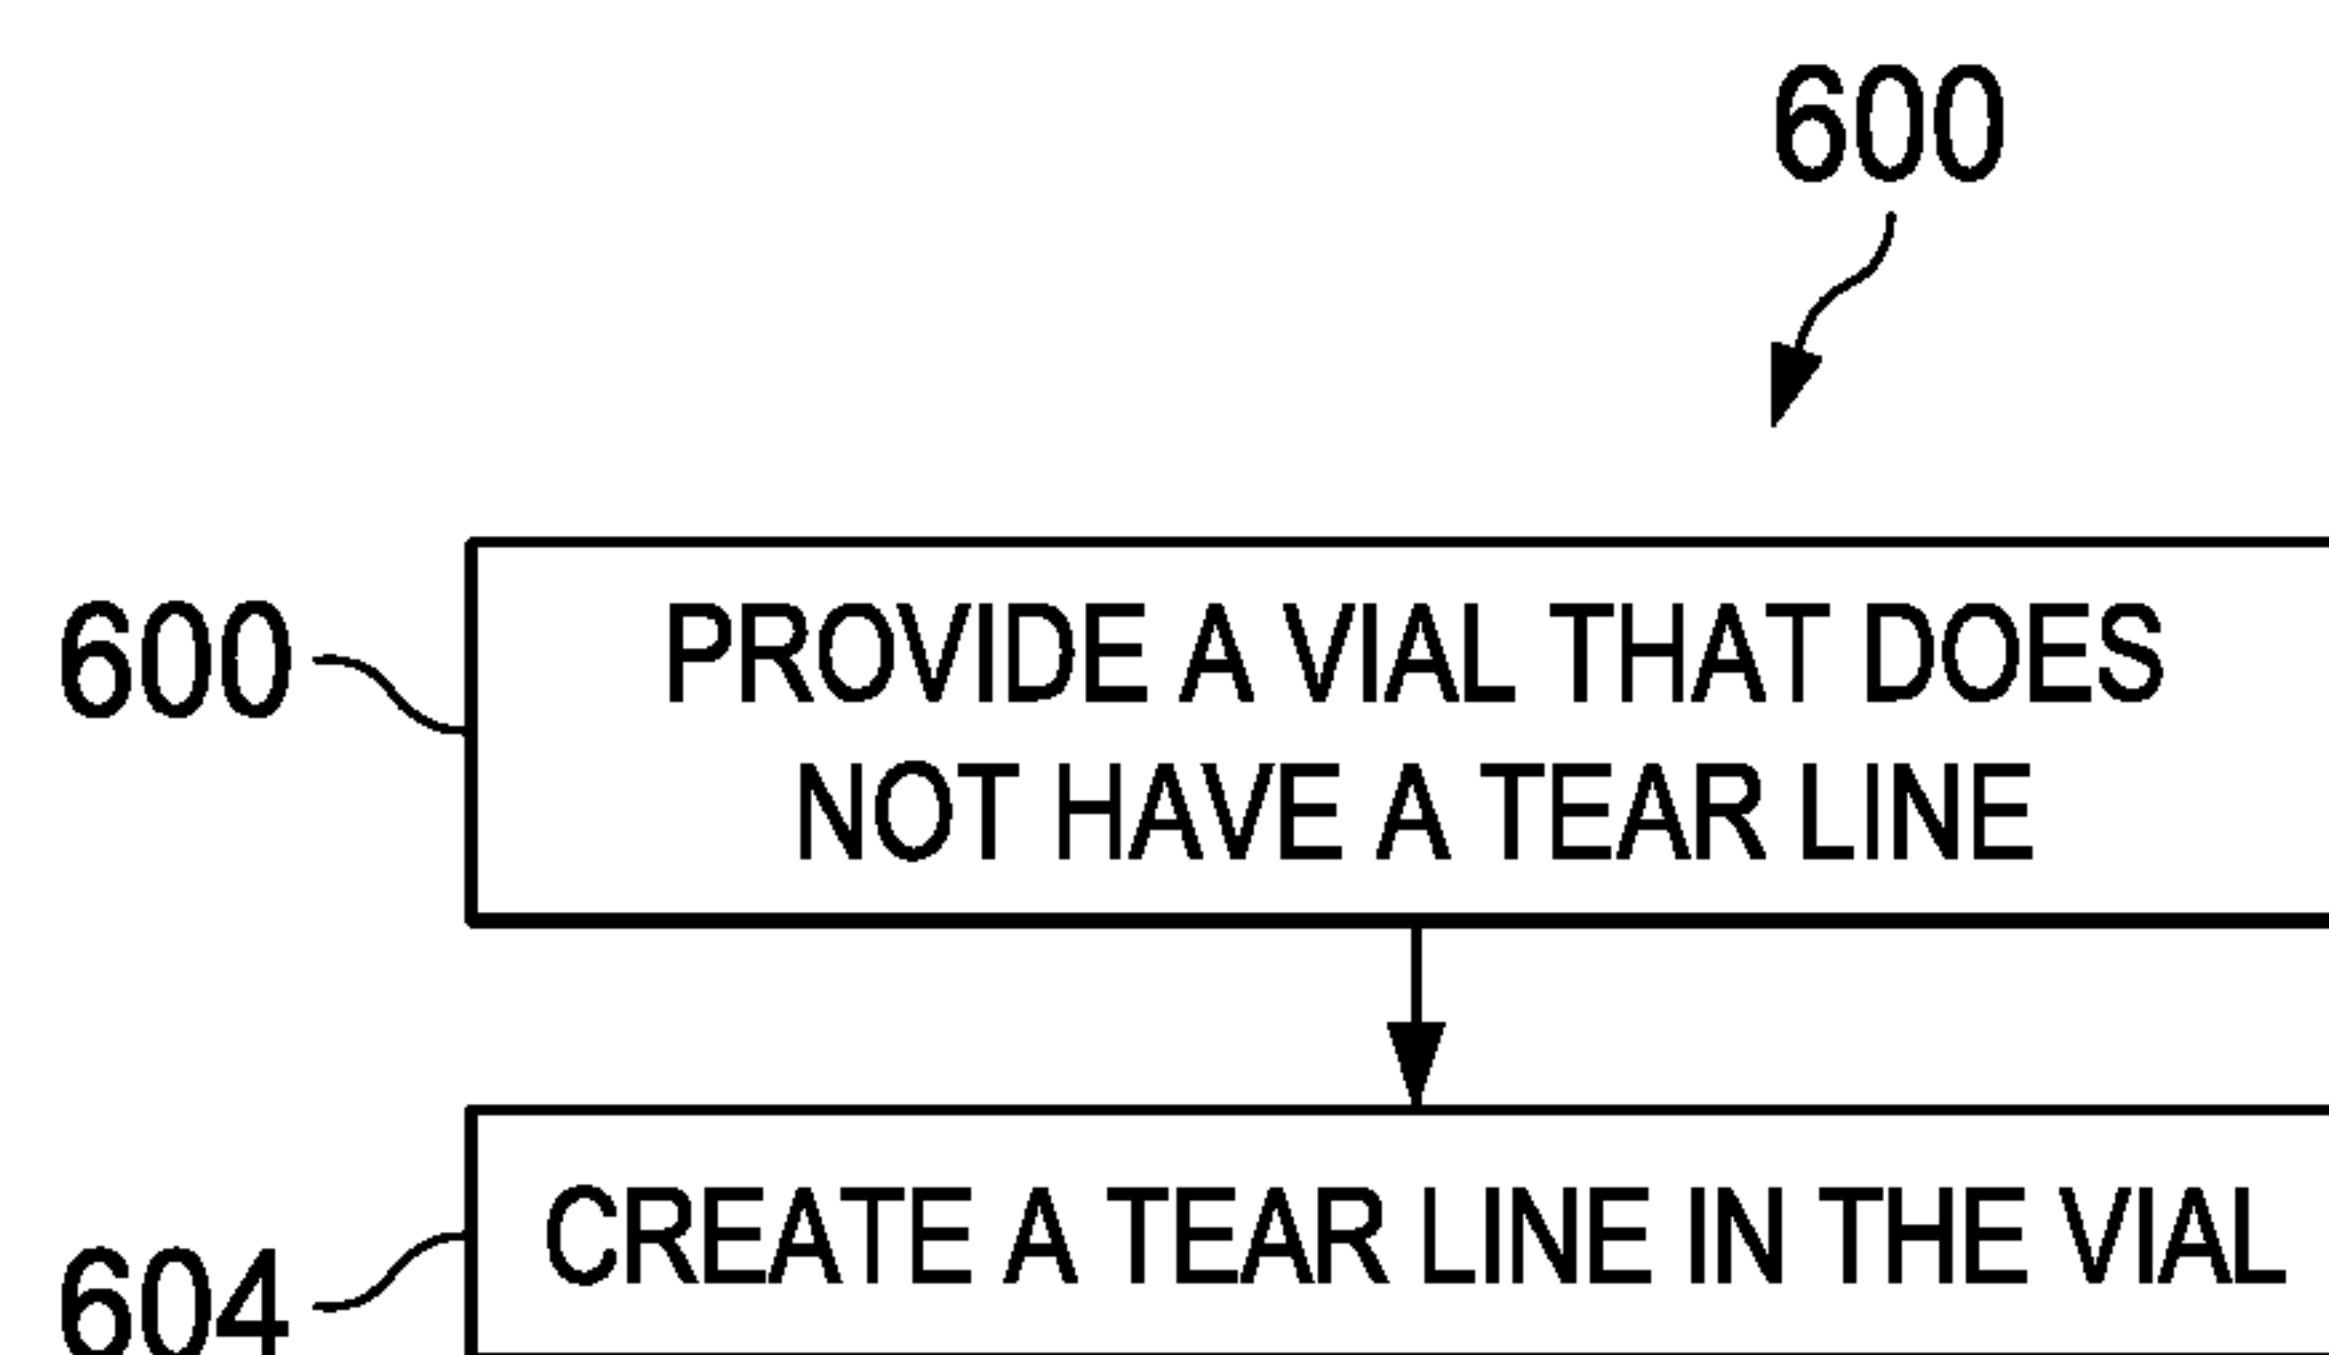 600
600
PROVIDE A VIAL THAT DOES
NOT HAVE A TEAR LINE
604
CREATE A TEAR LINE IN THE VIAL